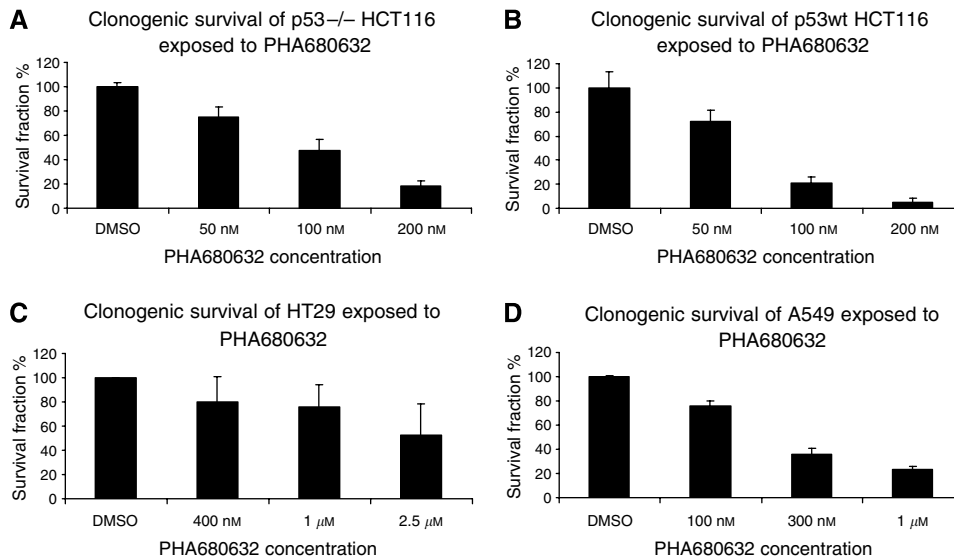 A
Clonogenic survival of p53–/– HCT116
exposed to PHA680632
Survival fraction %
120
100
80
60
40
20
0
DMSO
50 nM
100 nM
200 nM
PHA680632 concentration
B
Clonogenic survival of p53wt HCT116
exposed to PHA680632
Survival fraction %
120
100
80
60
40
20
0
DMSO
50 nM
100 nM
200 nM
PHA680632 concentration
C
Clonogenic survival of HT29 exposed to
PHA680632
Survival fraction %
120
100
80
60
40
20
0
DMSO
400 nM
1 μM
2.5 μM
PHA680632 concentration
D
Clonogenic survival of A549 exposed to
PHA680632
Survival fraction %
120
100
80
60
40
20
0
DMSO
100 nM
300 nM
1 μM
PHA680632 concentration